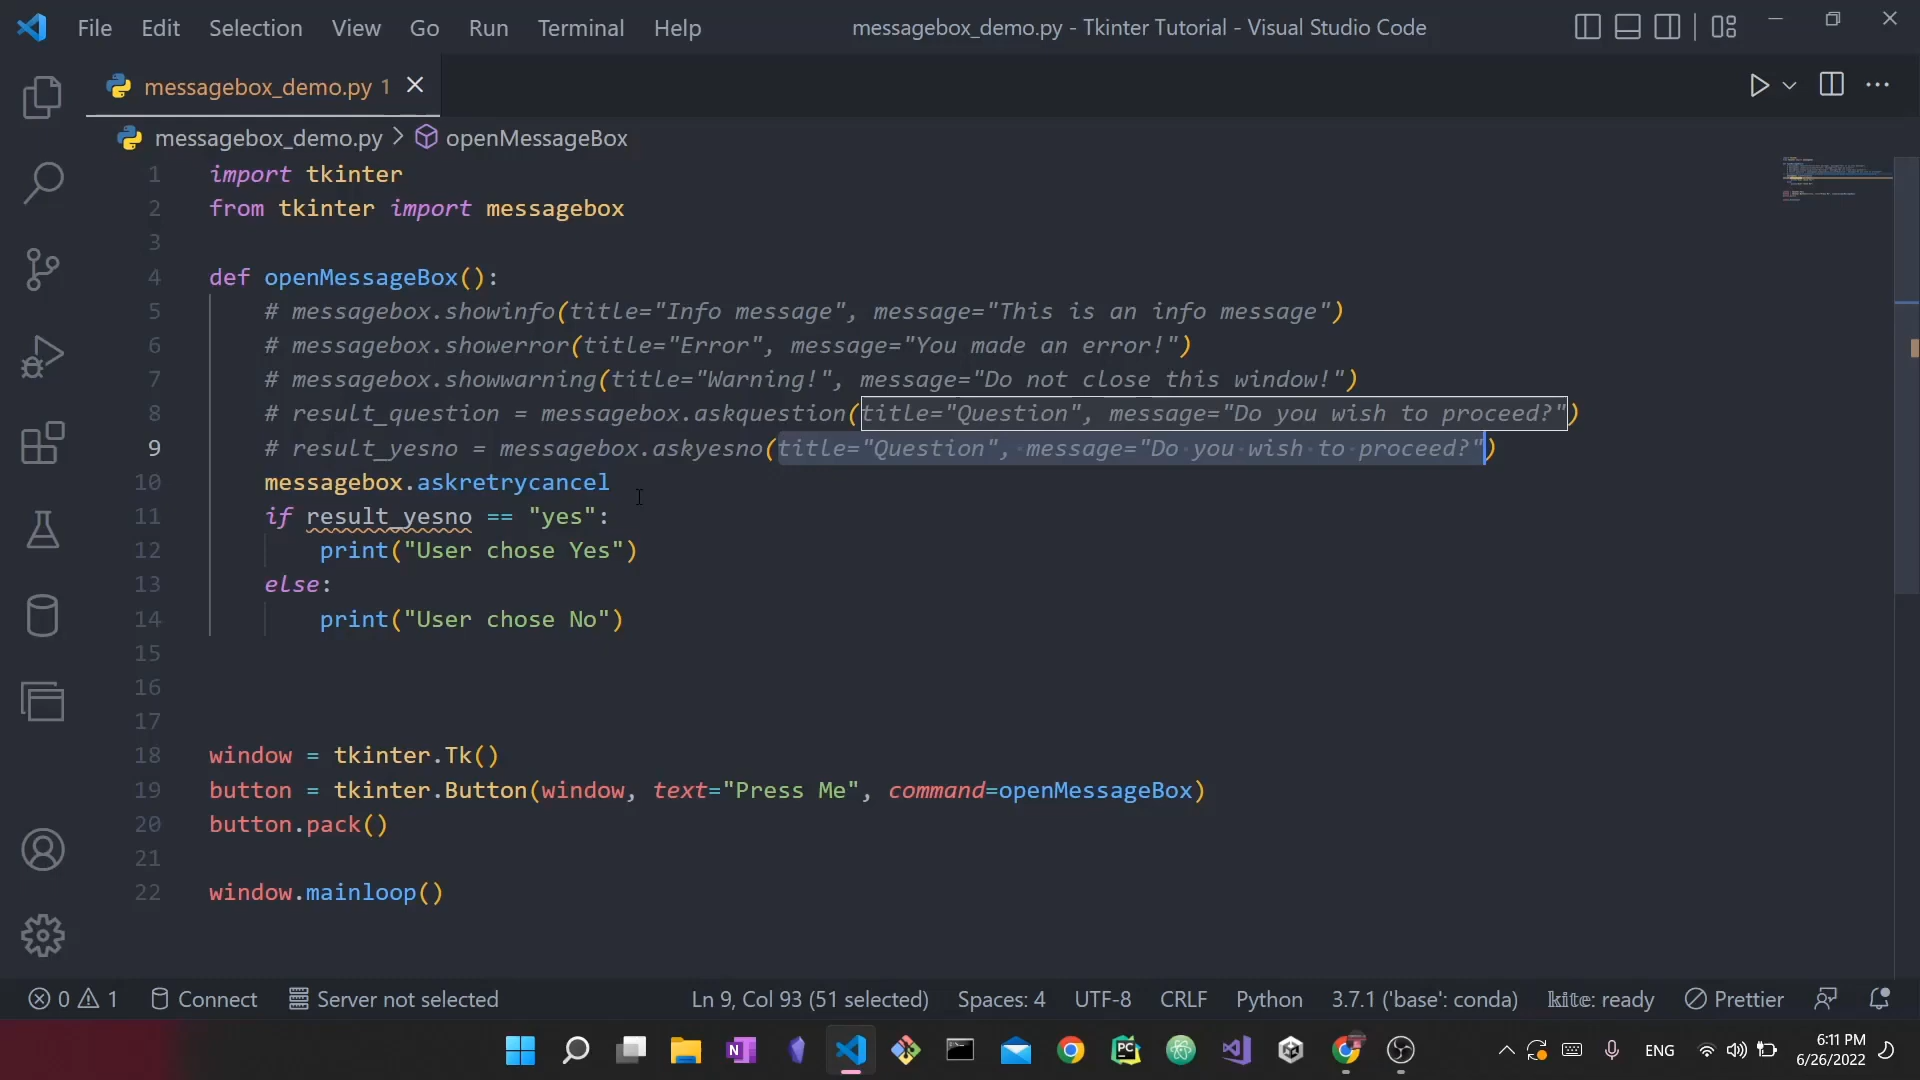 File Edit Selection View Go Run Terminal Help messagebox_demo.py - Tkinter Tutorial - Visual Studio Code
messagebox_demo.py 1
messagebox_demo.py > openMessageBox
1 import tkinter
2 from tkinter import messagebox
3
4 def openMessageBox():
5 # messagebox.showinfo(title="Info message", message="This is an info message")
6 # messagebox.showerror(title="Error", message="You made an error!")
7 # messagebox.showwarning(title="Warning!", message="Do not close this window!")
8 # result_question = messagebox.askquestion(title="Question", message="Do you wish to proceed?")
9 # result_yesno = messagebox.askyesno(title="Question", message="Do you wish to proceed?")
10 messagebox.askretrycancel
11 if result_yesno == "yes":
12 print("User chose Yes")
13 else:
14 print("User chose No")
15
16
17
18 window = tkinter.Tk()
19 button = tkinter.Button(window, text="Press Me", command=openMessageBox)
20 button.pack()
21
22 window.mainloop()
0 1 Connect Server not selected Ln 9, Col 93 (51 selected) Spaces: 4 UTF-8 CRLF Python 3.7.1 ('base': conda) kite: ready Prettier
ENG 6:11 PM
6/26/2022